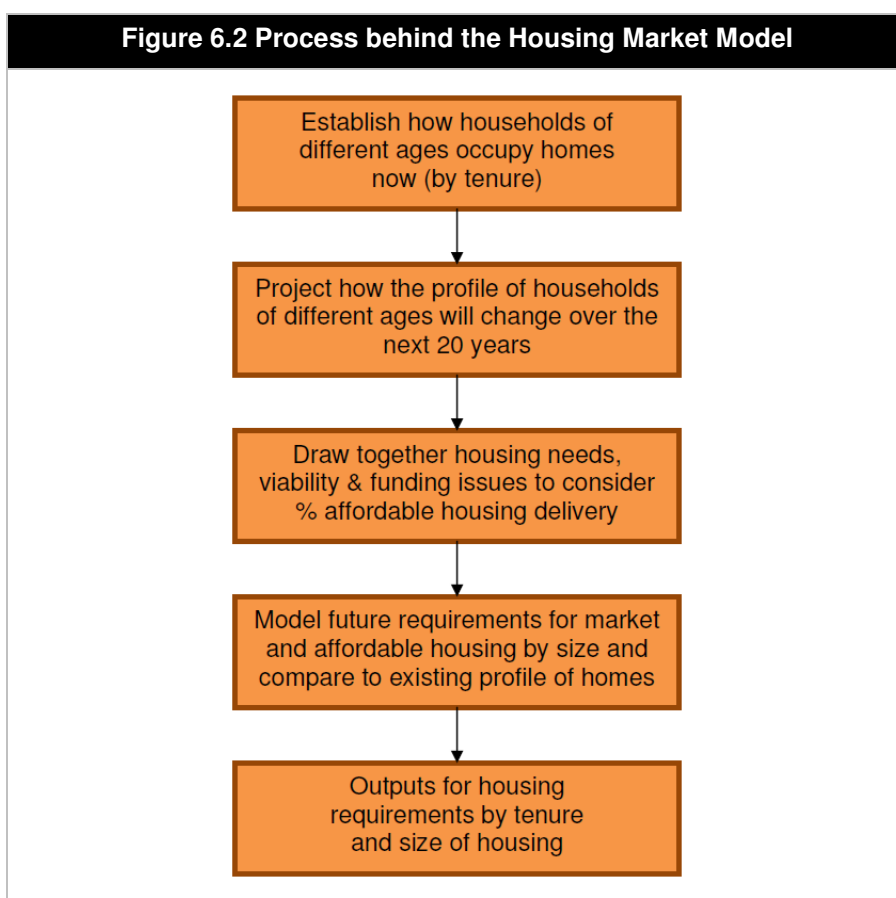 Figure 6.2 Process behind the Housing Market Model
Establish how households of
different ages occupy homes
now (by tenure)
Project how the profile of households
of different ages will change over the
next 20 years
Draw together housing needs,
viability & funding issues to consider
% affordable housing delivery
Model future requirements for market
and affordable housing by size and
compare to existing profile of homes
Outputs for housing
requirements by tenure
and size of housing